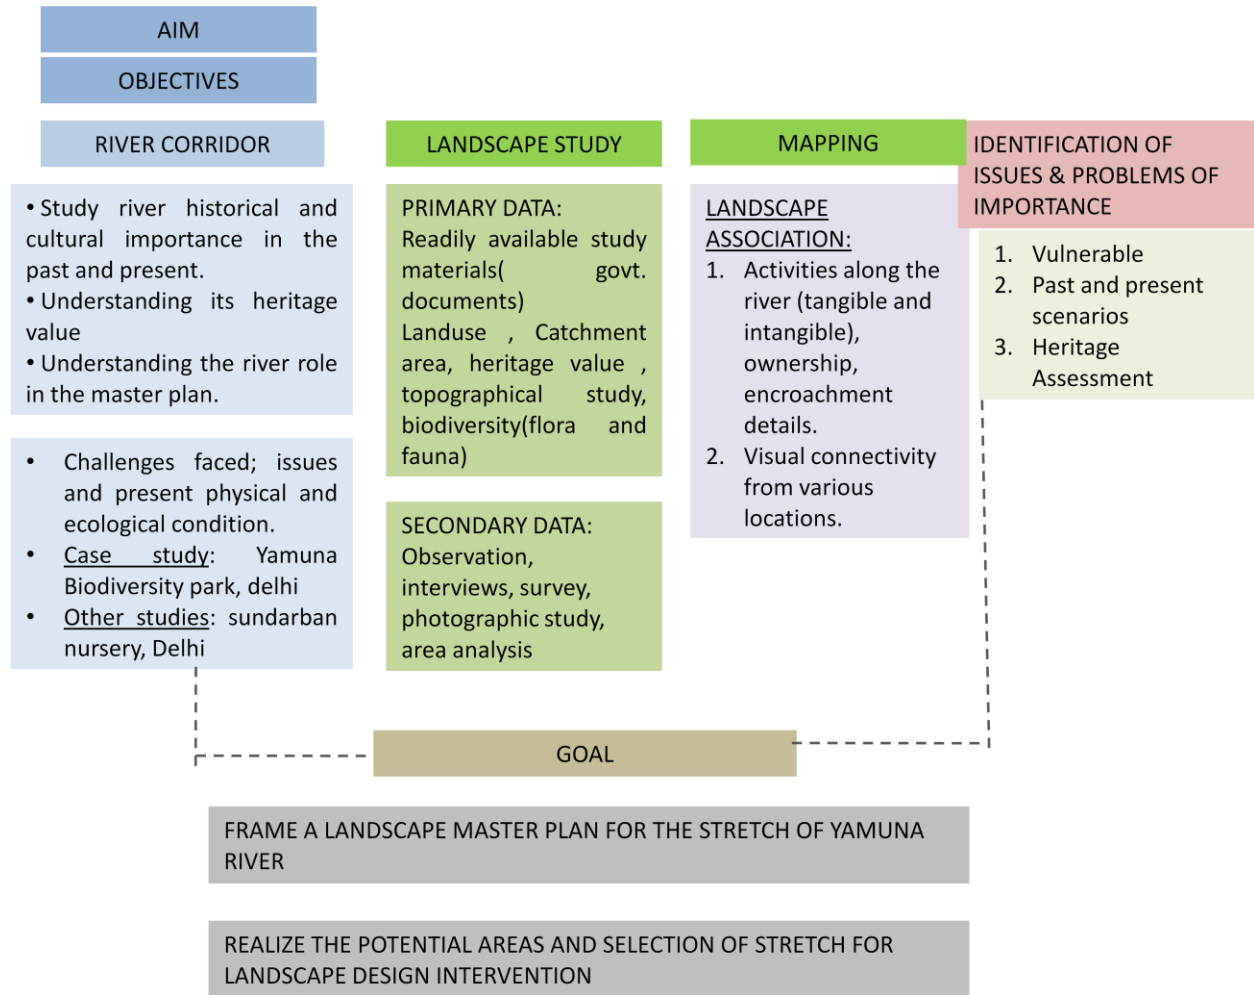 AIM
OBJECTIVES
RIVER CORRIDOR
• Study river historical and
cultural importance in the
past and present.
• Understanding its heritage
value
• Understanding the river role
in the master plan.
• Challenges faced; issues
and present physical and
ecological condition.
• Case study: Yamuna
Biodiversity park, delhi
• Other studies: sundarban
nursery, Delhi
LANDSCAPE STUDY
PRIMARY DATA:
Readily available study
materials( govt.
documents)
Landuse , Catchment
area, heritage value ,
topographical study,
biodiversity(flora and
fauna)
SECONDARY DATA:
Observation,
interviews, survey,
photographic study,
area analysis
MAPPING
LANDSCAPE
ASSOCIATION:
1. Activities along the
river (tangible and
intangible),
ownership,
encroachment
details.
2. Visual connectivity
from various
locations.
IDENTIFICATION OF
ISSUES & PROBLEMS OF
IMPORTANCE
1. Vulnerable
2. Past and present
scenarios
3. Heritage
Assessment
GOAL
FRAME A LANDSCAPE MASTER PLAN FOR THE STRETCH OF YAMUNA
RIVER
REALIZE THE POTENTIAL AREAS AND SELECTION OF STRETCH FOR
LANDSCAPE DESIGN INTERVENTION